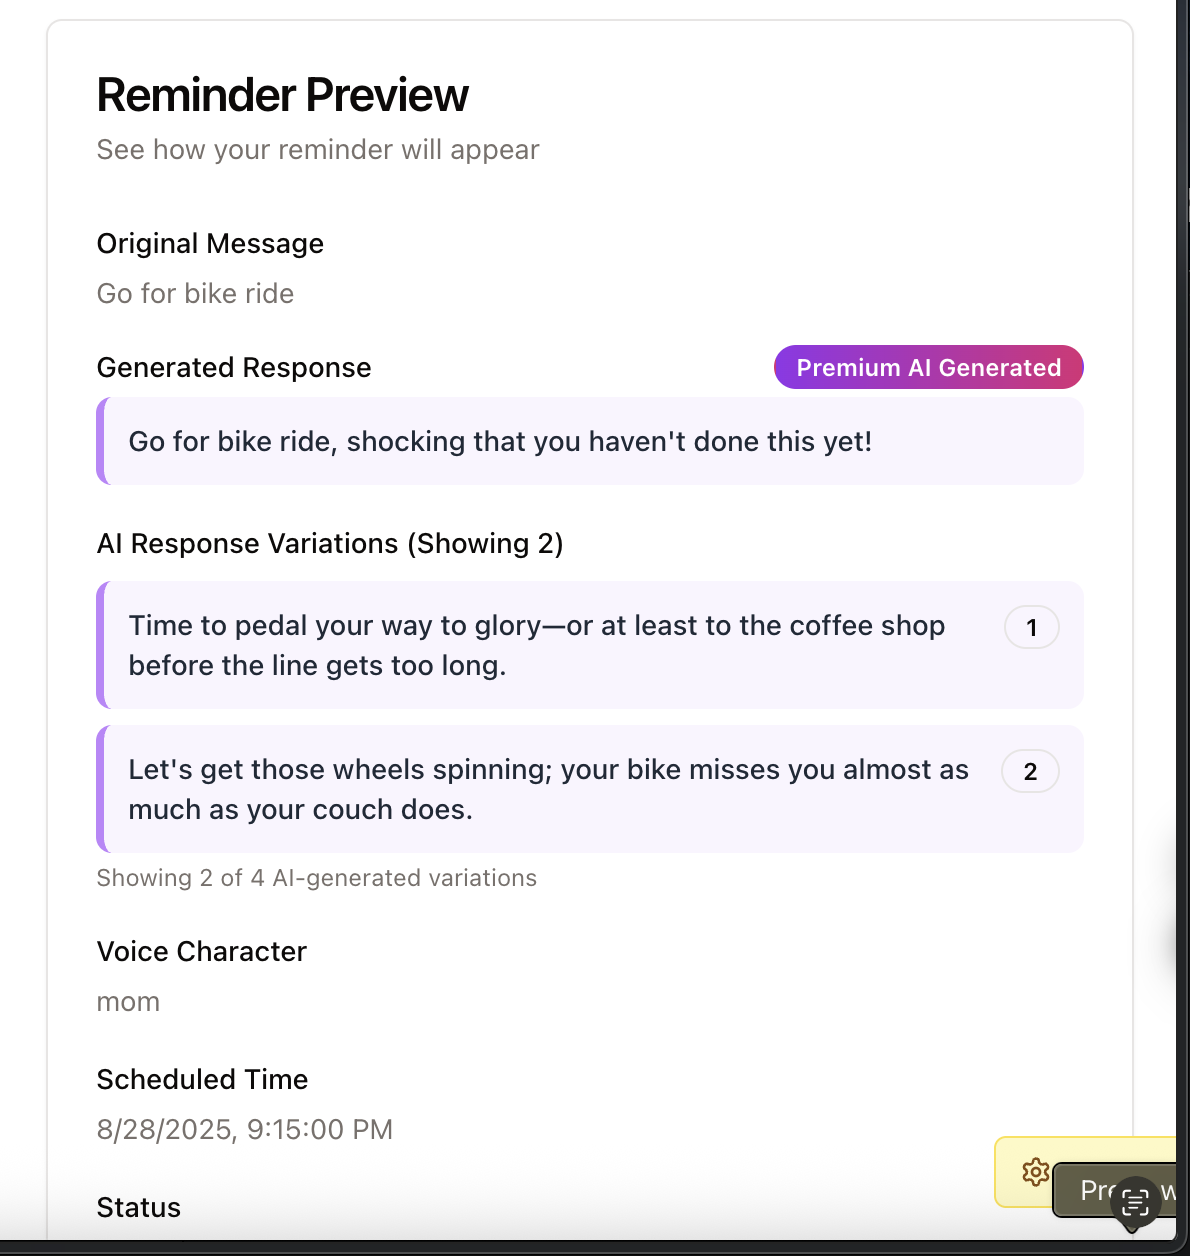 Reminder Preview
See how your reminder will appear
Original Message
Go for bike ride
Generated Response
Premium AI Generated
Go for bike ride, shocking that you haven't done this yet!
AI Response Variations (Showing 2)
Time to pedal your way to glory—or at least to the coffee shop
before the line gets too long.
1
Let's get those wheels spinning; your bike misses you almost as
much as your couch does.
2
Showing 2 of 4 AI-generated variations
Voice Character
mom
Scheduled Time
8/28/2025, 9:15:00 PM
Status